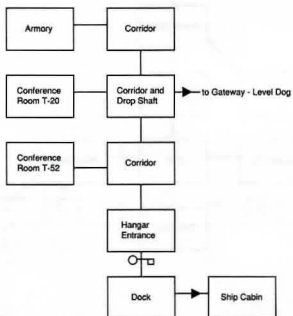 Armory
Corridor
Conference
Room T-20
Corridor and
Drop Shaft
to Gateway - Level Dog
Conference
Room T-52
Corridor
Hangar
Entrance
Dock
Ship Cabin